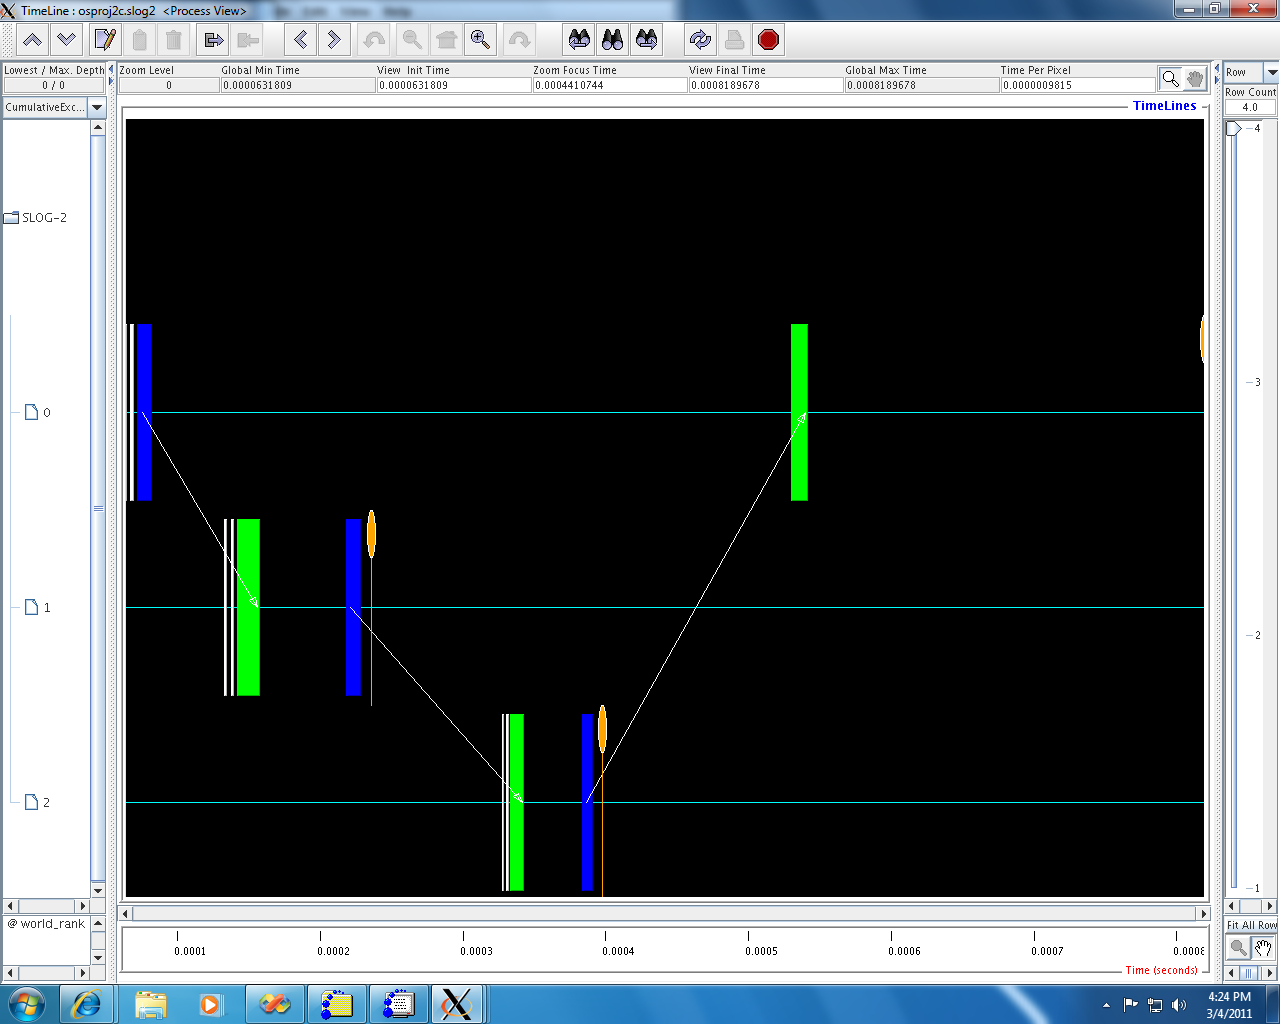 TimeLine : osproj2c.slog2 <Process View>
Lowest / Max. Depth
0 / 0
Zoom Level
0
Global Min Time
0.0000631809
View Init Time
0.0000631809
Zoom Focus Time
0.0004410744
View Final Time
0.0008189678
Global Max Time
0.0008189678
Time Per Pixel
0.0000009815
Row
Row Count
4.0
CumulativeExc...
TimeLines
SLOG-2
0
1
2
4
3
2
1
@ world_rank
Fit All Row
0.0001
0.0002
0.0003
0.0004
0.0005
0.0006
0.0007
0.0008
Time (seconds)
4:24 PM
3/4/2011